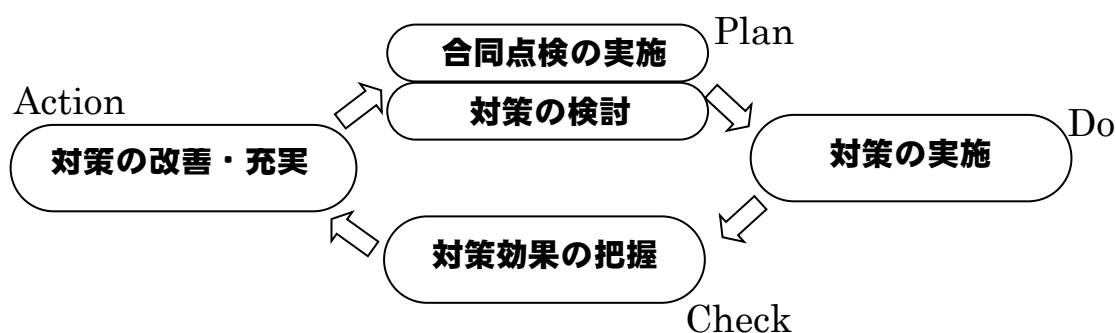 合同点検の実施
Plan
対策の検討
Action
対策の改善・充実
対策の実施
Do
対策効果の把握
Check